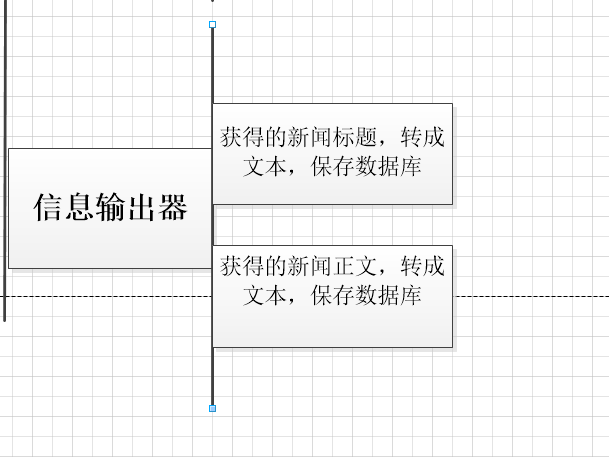 信息输出器
获得的新闻标题，转成
文本，保存数据库
获得的新闻正文，转成
文本，保存数据库